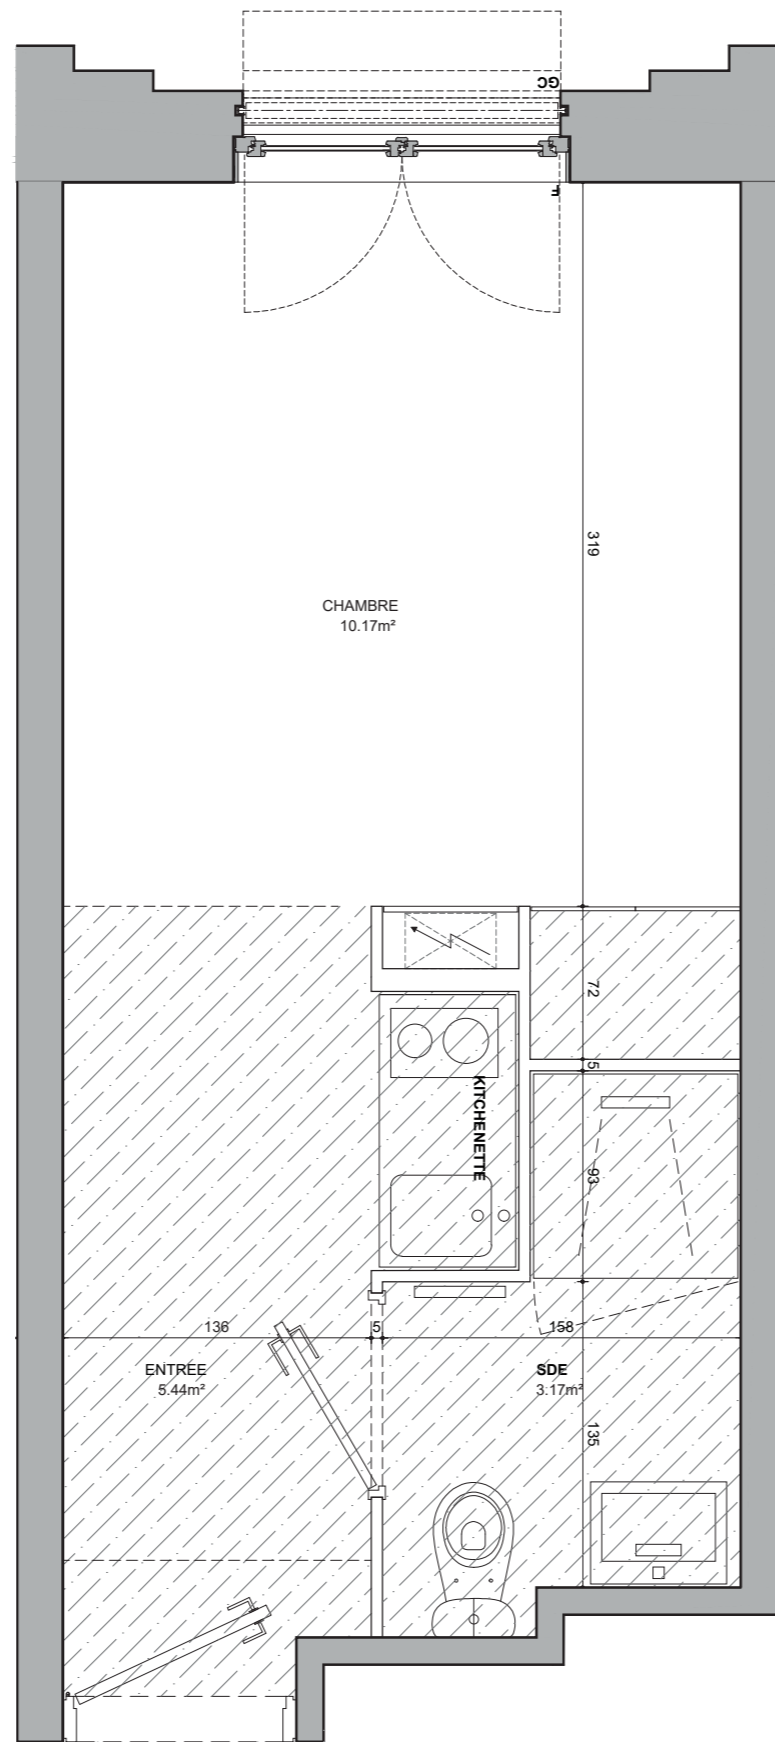 GC
F
319
CHAMBRE
10.17m²
72
5
KITCHENETTE
93
136
5
158
ENTRÉE
5.44m²
SDE
3.17m²
135